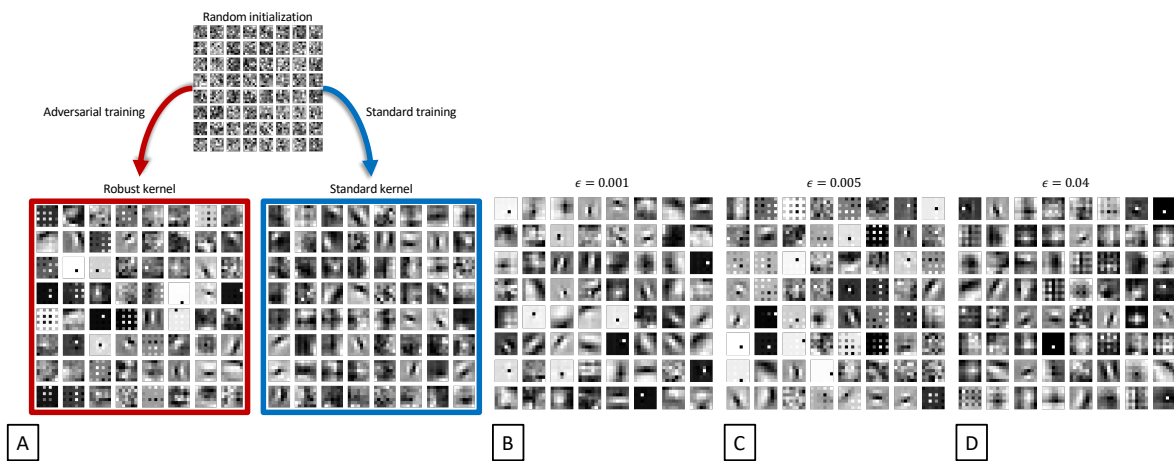 Random initialization
Adversarial training
Standard training
Robust kernel
Standard kernel
ϵ = 0.001
ϵ = 0.005
ϵ = 0.04
A
B
C
D